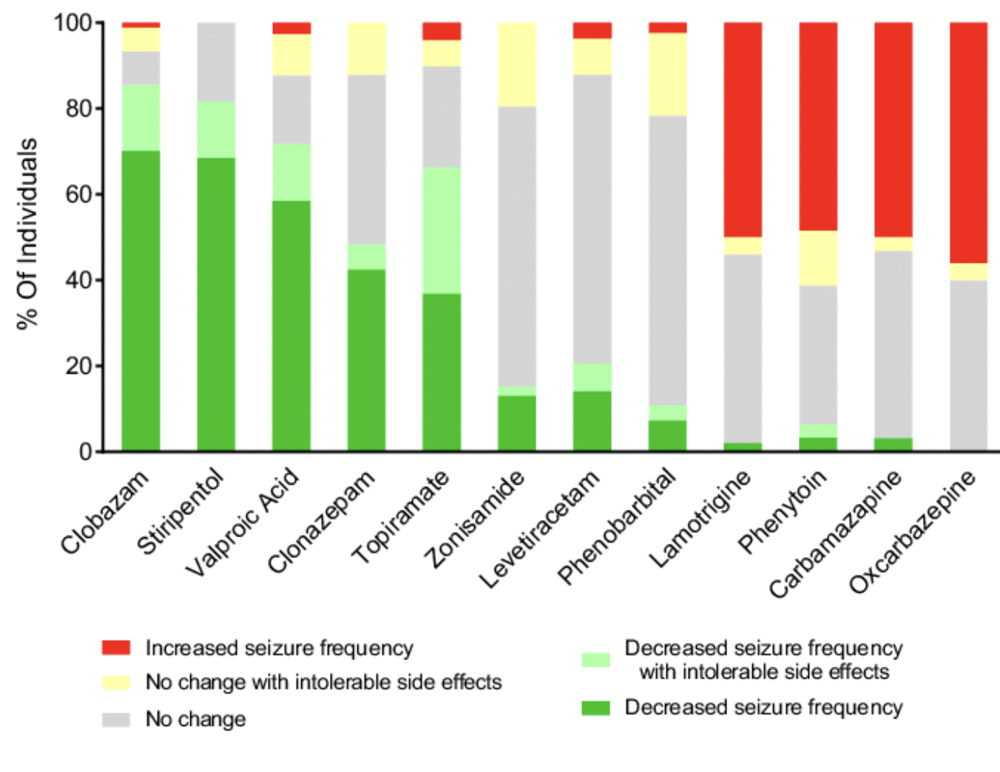 % Of Individuals
100
80
60
40
20
0
Clobazam
Stiripentol
Valproic Acid
Clonazepam
Topiramate
Zonisamide
Levetiracetam
Phenobarbital
Lamotrigine
Phenytoin
Carbamazapine
Oxcarbazepine
Increased seizure frequency
No change with intolerable side effects
No change
Decreased seizure frequency
with intolerable side effects
Decreased seizure frequency